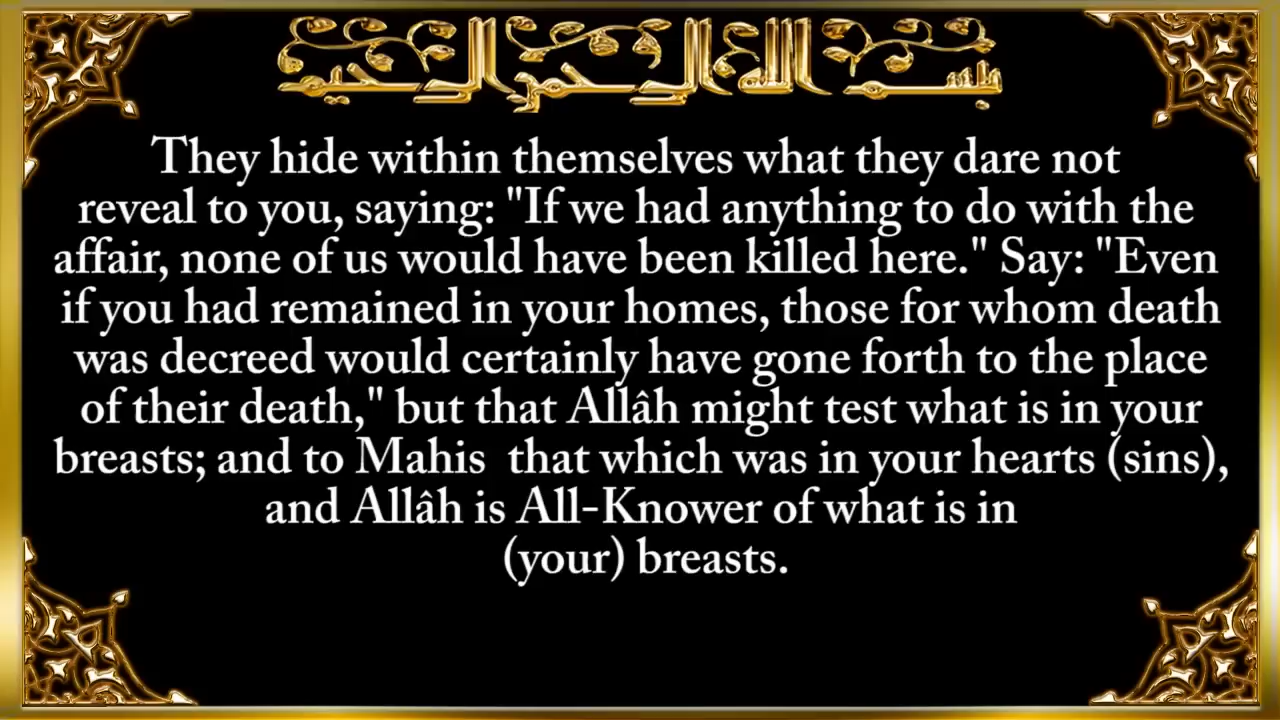 بسم الله الرحمن الرحيم
They hide within themselves what they dare not
reveal to you, saying: "If we had anything to do with the
affair, none of us would have been killed here." Say: "Even
if you had remained in your homes, those for whom death
was decreed would certainly have gone forth to the place
of their death," but that Allâh might test what is in your
breasts; and to Mahis that which was in your hearts (sins),
and Allâh is All-Knower of what is in
(your) breasts.